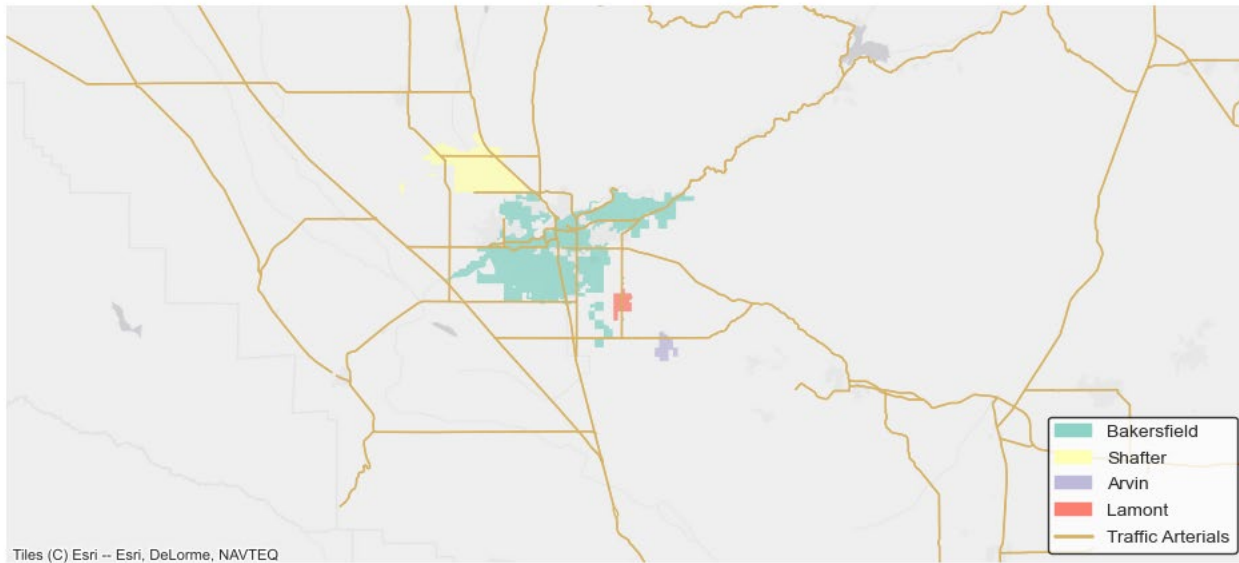 Bakersfield
Shafter
Arvin
Lamont
Traffic Arterials
Tiles (C) Esri -- Esri, DeLorme, NAVTEQ